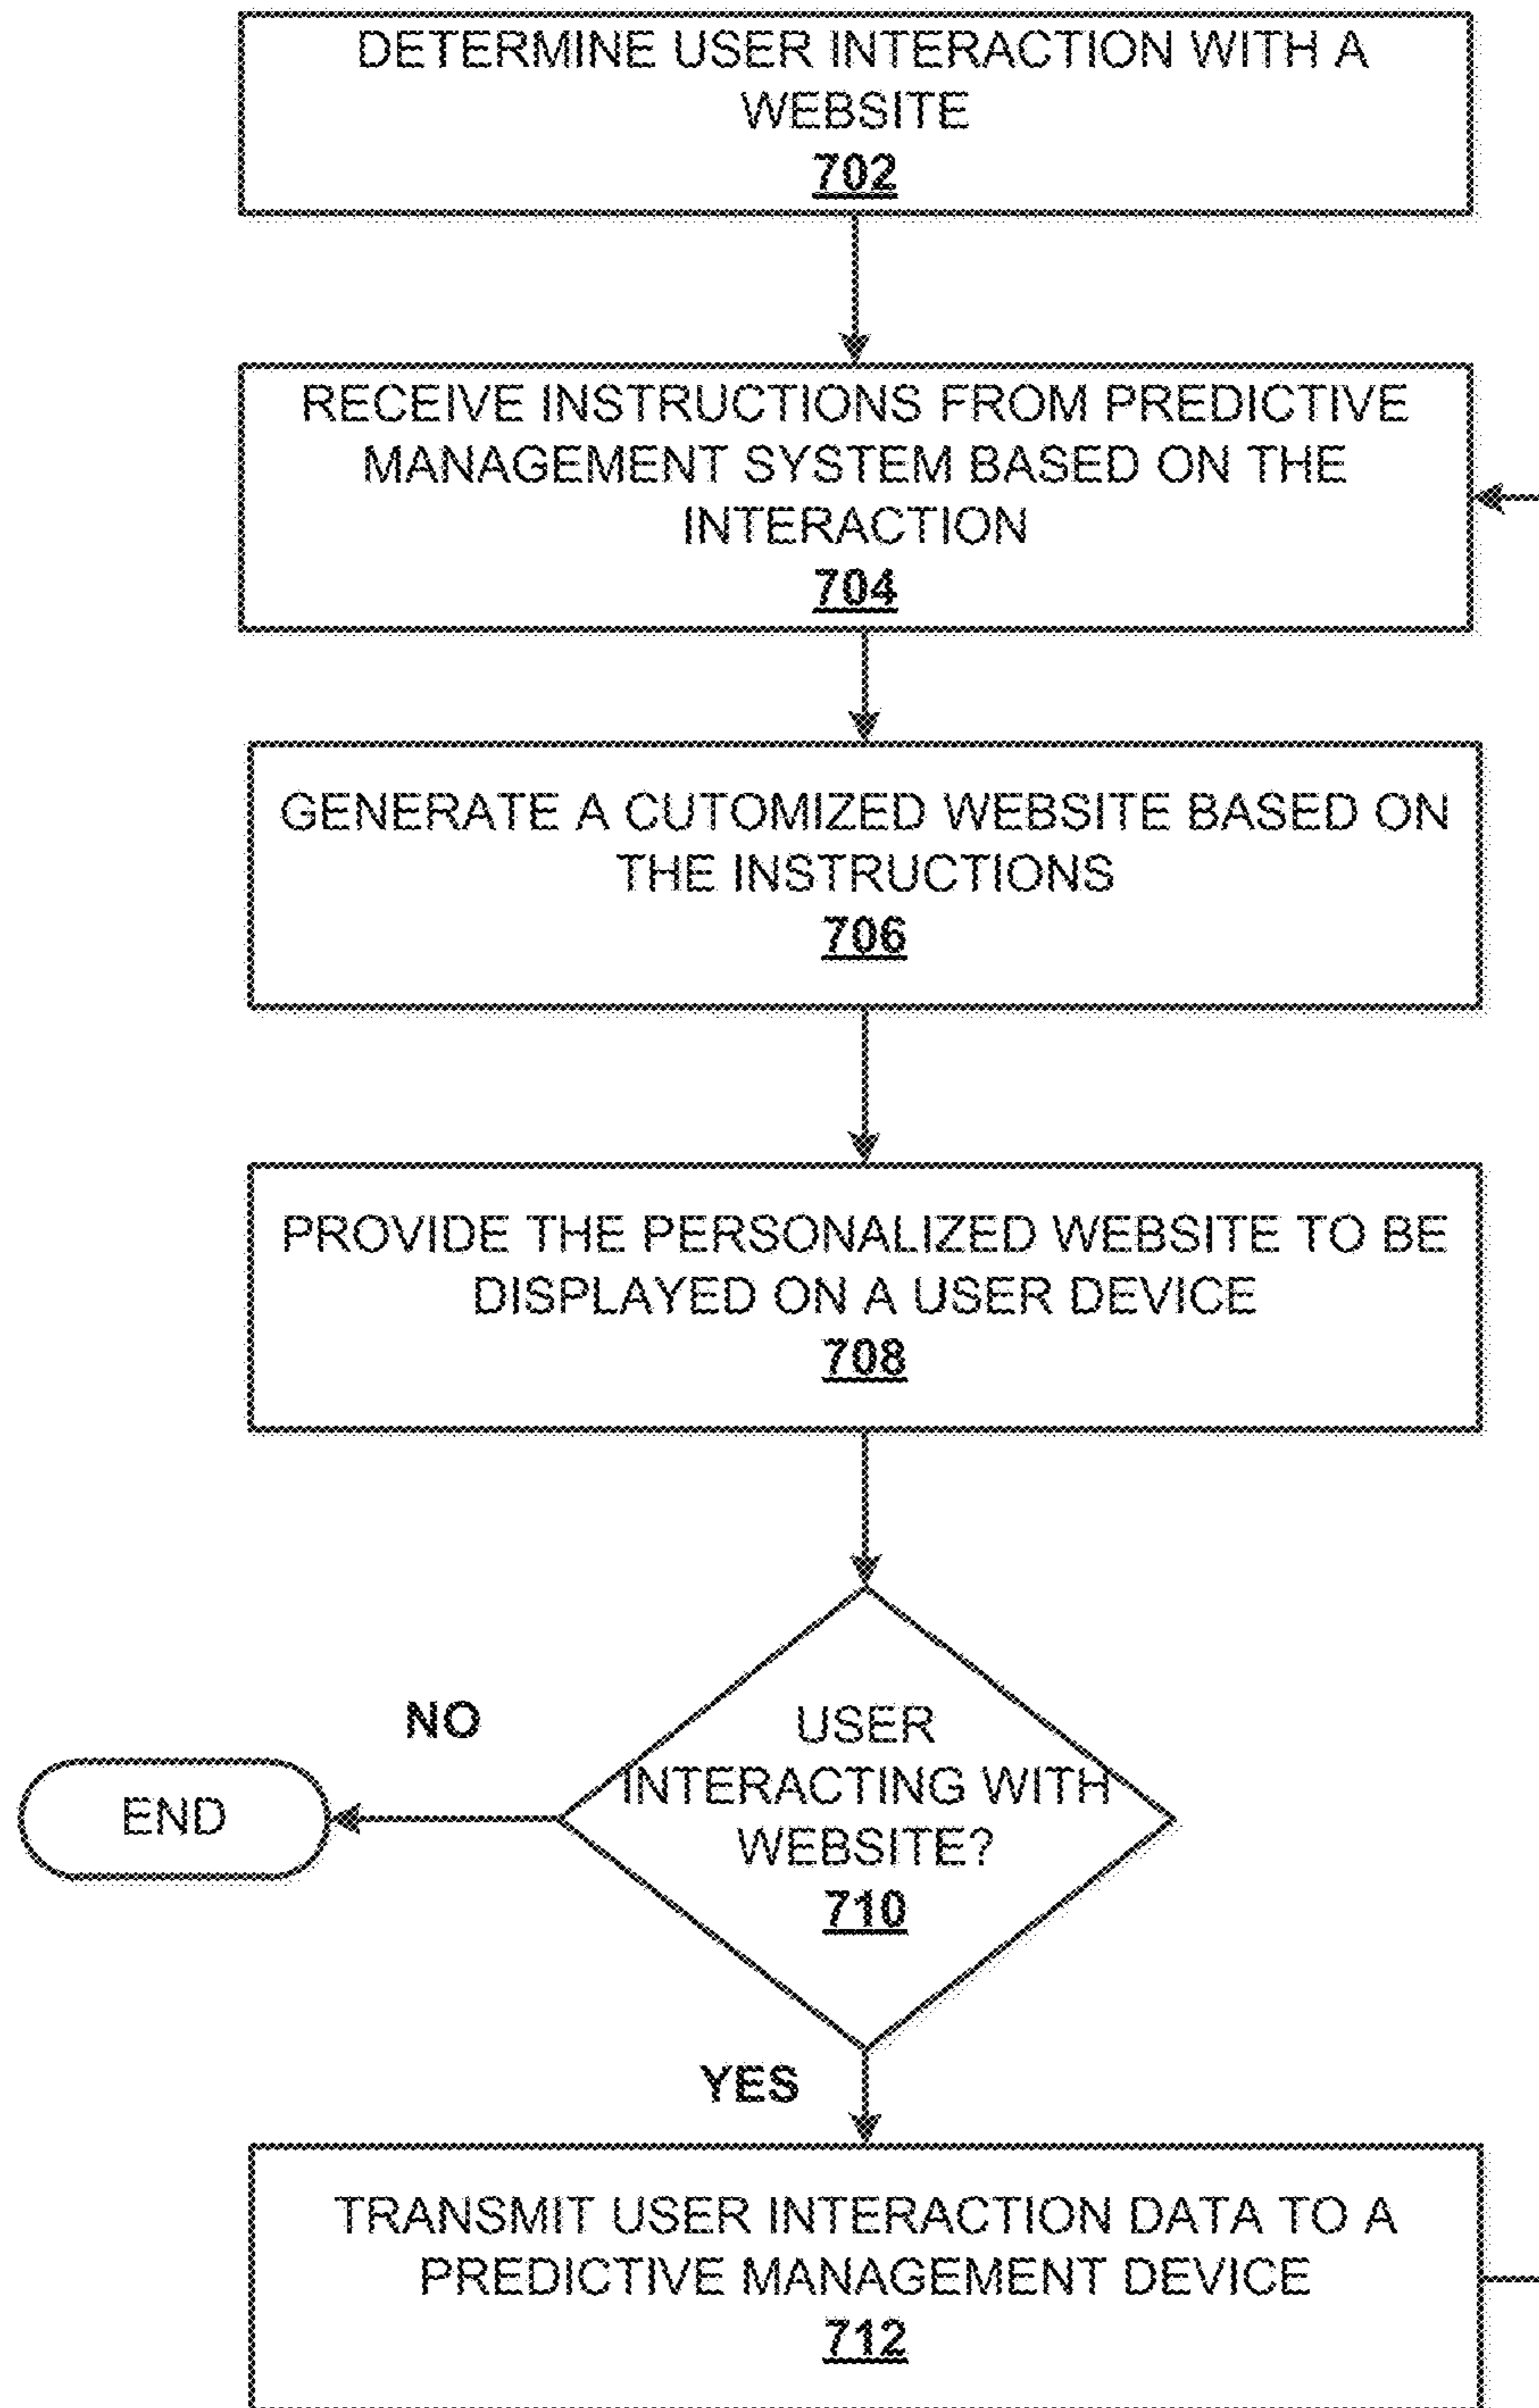 DETERMINE USER INTERACTION WITH A
WEBSITE
702
RECEIVE INSTRUCTIONS FROM PREDICTIVE
MANAGEMENT SYSTEM BASED ON THE
INTERACTION
704
GENERATE A CUTOMIZED WEBSITE BASED ON
THE INSTRUCTIONS
706
PROVIDE THE PERSONALIZED WEBSITE TO BE
DISPLAYED ON A USER DEVICE
708
NO
END
USER
INTERACTING WITH
WEBSITE?
710
YES
TRANSMIT USER INTERACTION DATA TO A
PREDICTIVE MANAGEMENT DEVICE
712